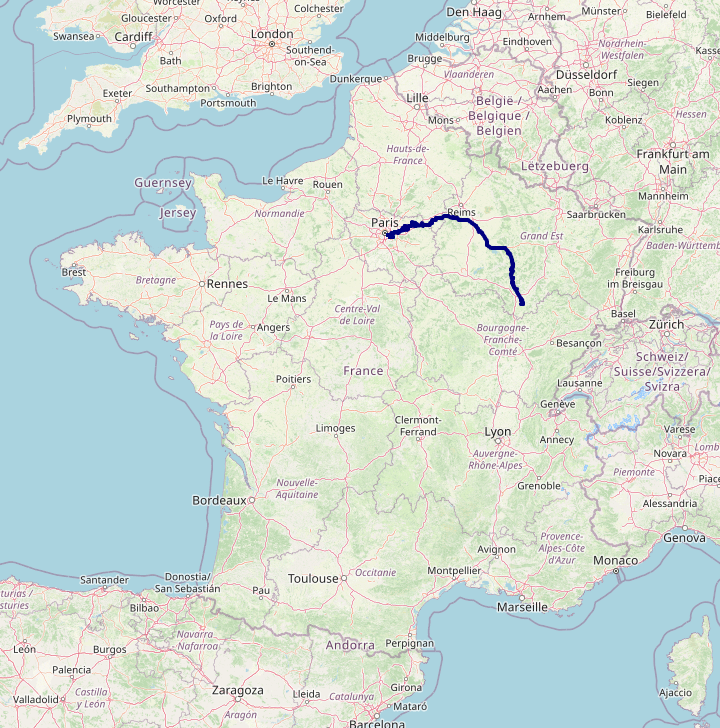 Worcester
Colchester
Den Haag
Gloucester
Oxford
Arnhem
Münster
Bielefeld
Swansea
Cardiff
London
Middelburg
Eindhoven
Bath
Southend-
on-Sea
Brugge
Nordrhein-
Westfalen
Kasse
Dunkerque
Vlaanderen
Düsseldorf
Exeter
Southampton
Brighton
Lille
België /
Belgique /
Belgien
Aachen
Siegen
Portsmouth
Bonn
Plymouth
Mons
Koblenz
Hessen
Hauts-de-
France
Lëtzebuerg
Frankfurt am
Main
Guernsey
Le Havre
Rouen
Mannheim
Jersey
Normandie
Paris
Reims
Saarbrücken
Karlsruhe
Grand Est
Baden-Württemb
Brest
Bretagne
Rennes
Freiburg
im Breisgau
Le Mans
Centre-Val
de Loire
Basel
Pays de
la Loire
Angers
Bourgogne-
Franche-
Comté
Zürich
Besançon
Schweiz/
Suisse/Svizzera/
Svizra
France
Poitiers
Lausanne
Genève
Limoges
Clermont-
Ferrand
Lyon
Annecy
Varese
Lomb
Auvergne-
Rhône-Alpes
Novara
Piemonte
Nouvelle-
Aquitaine
Grenoble
Piace
Bordeaux
Alessandria
Provence-
Alpes-Côte
d'Azur
Genova
Avignon
Monaco
Santander
Donostia/
San Sebastián
Toulouse
Occitanie
Montpellier
turias /
sturies
Pau
Bilbao
Marseille
Navarra
- Nafarroa
León
Burgos
Andorra
Perpignan
Palencia
Girona
Castilla
y León
Zaragoza
Lleida
Catalunya
Ajaccio
Valladolid
Mataró
Aragón
Barcelona